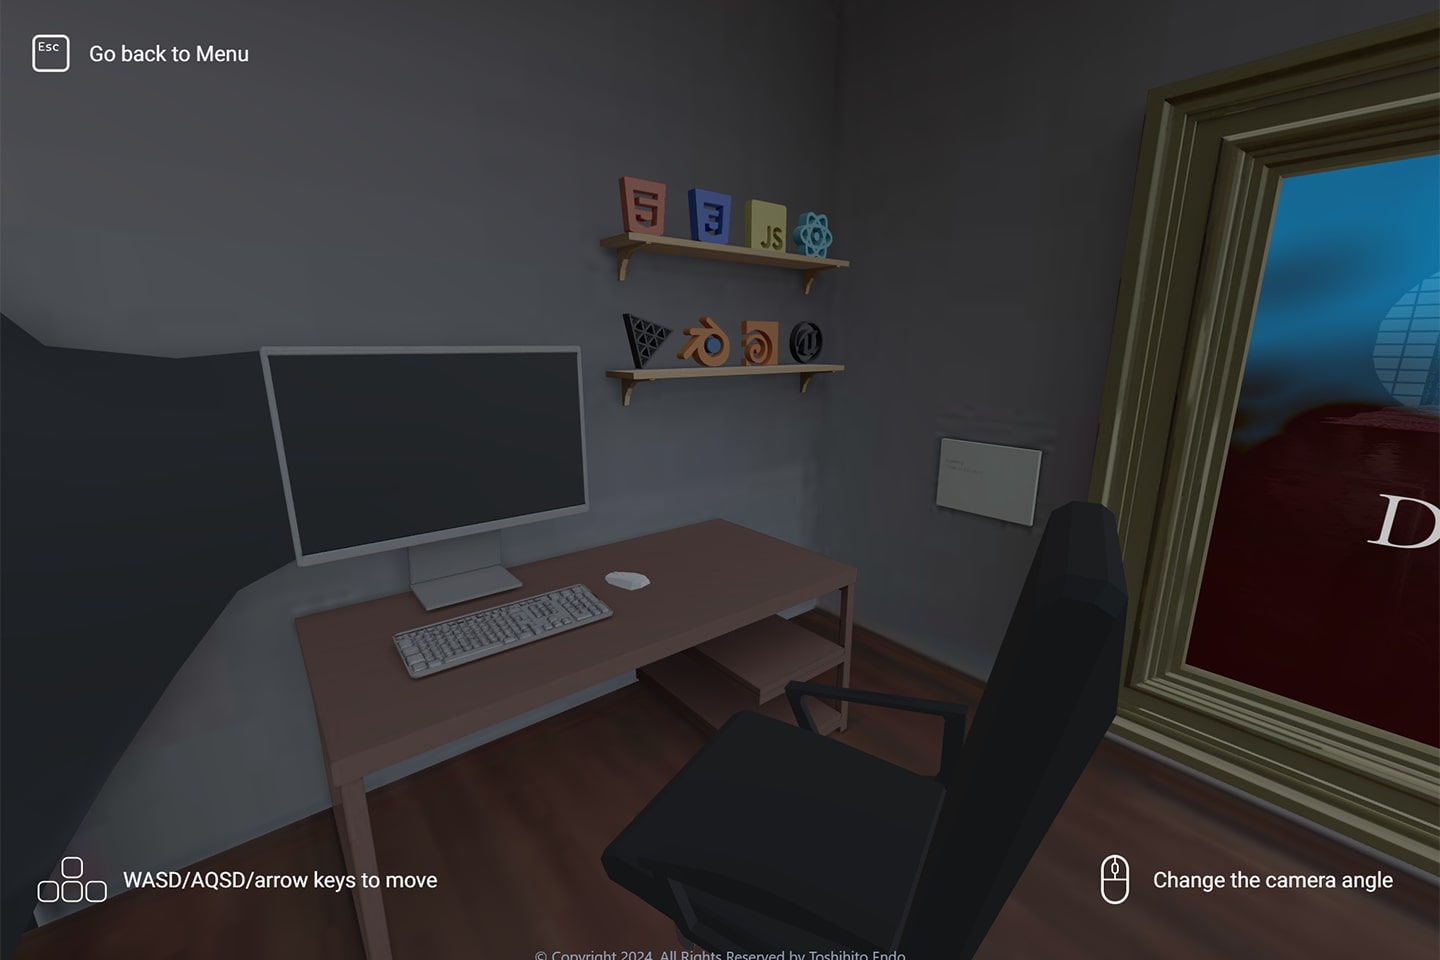 Esc
Go back to Menu
JS
D
WASD/AQSD/arrow keys to move
Change the camera angle
© Copyright 2024. All Rights Reserved by Toshihito Endo